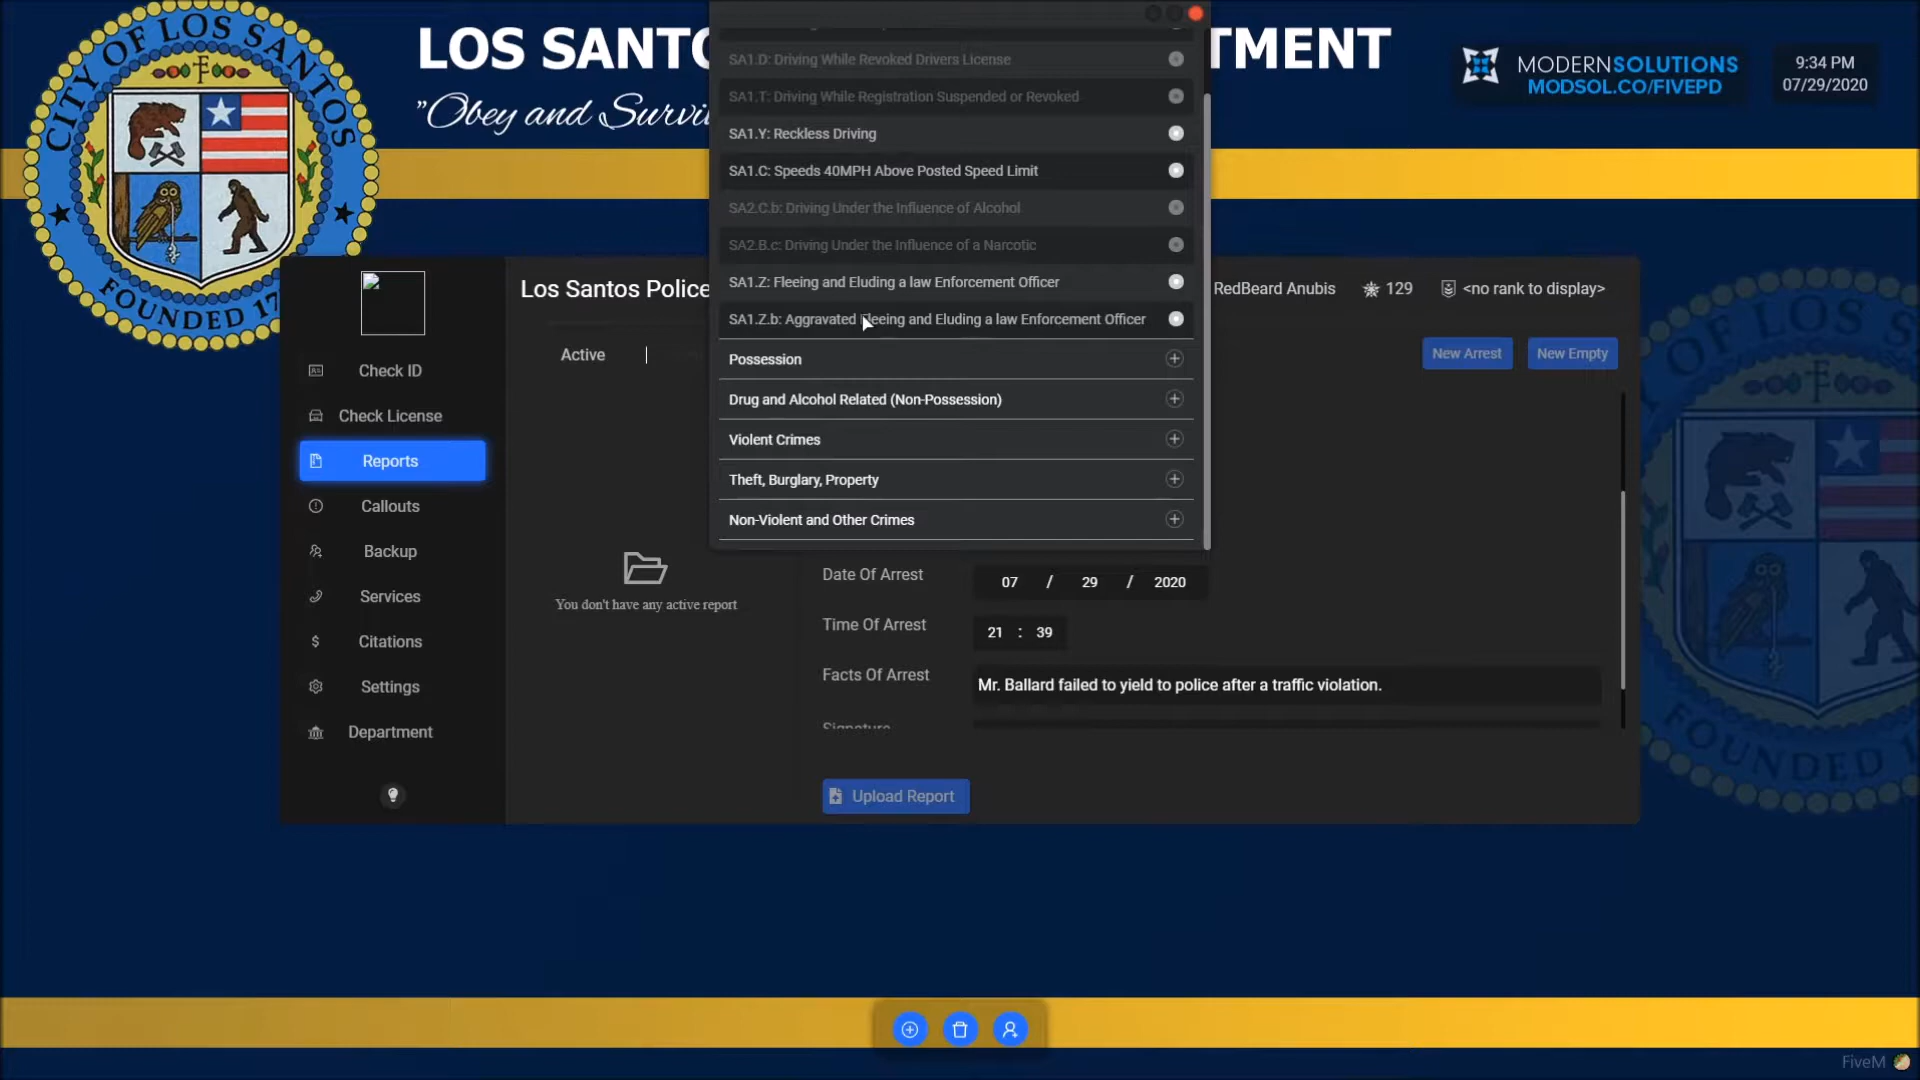 LOS SANTO
TMENT
"Obey and Survi
CITY OF LOS SANTOS
FOUNDED 17
MODERNSOLUTIONS
MODSOL.CO/FIVEPD
9:34 PM
07/29/2020
SA1.D: Driving While Revoked Drivers License
SA1.T: Driving While Registration Suspended or Revoked
SA1.Y: Reckless Driving
SA1.C: Speeds 40MPH Above Posted Speed Limit
SA2.C.b: Driving Under the Influence of Alcohol
SA2.B.c: Driving Under the Influence of a Narcotic
SA1.Z: Fleeing and Eluding a law Enforcement Officer
SA1.Z.b: Aggravated Fleeing and Eluding a law Enforcement Officer
Possession
Drug and Alcohol Related (Non-Possession)
Violent Crimes
Theft, Burglary, Property
Non-Violent and Other Crimes
Los Santos Police
RedBeard Anubis
129
<no rank to display>
Active
New Arrest
New Empty
Check ID
Check License
Reports
Callouts
Backup
Services
Citations
Settings
Department
You don't have any active report
Date Of Arrest
07 / 29 / 2020
Time Of Arrest
21 : 39
Facts Of Arrest
Mr. Ballard failed to yield to police after a traffic violation.
Signature
Upload Report
FOUNDED
FiveM